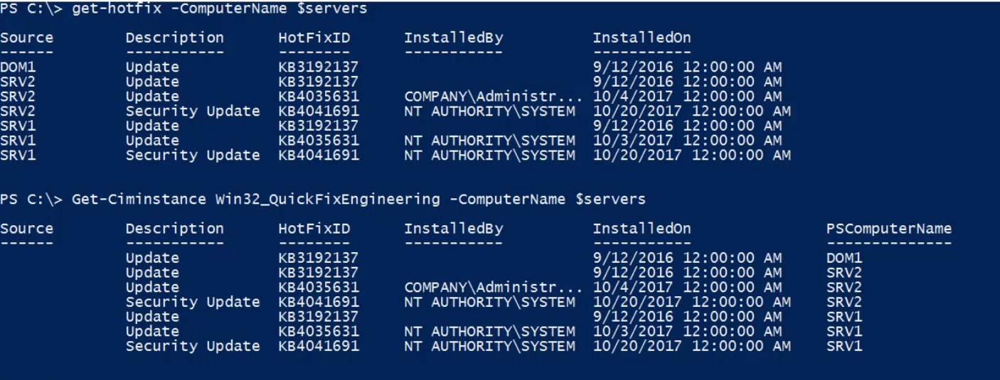 PS C:\> get-hotfix -ComputerName $servers
Source Description HotFixID InstalledBy InstalledOn
------ ----------- -------- ----------- -----------
DOM1 Update KB3192137 9/12/2016 12:00:00 AM
SRV2 Update KB3192137 9/12/2016 12:00:00 AM
SRV2 Update KB4035631 COMPANY\Administr... 10/4/2017 12:00:00 AM
SRV2 Security Update KB4041691 NT AUTHORITY\SYSTEM 10/20/2017 12:00:00 AM
SRV1 Update KB3192137 9/12/2016 12:00:00 AM
SRV1 Update KB4035631 NT AUTHORITY\SYSTEM 10/3/2017 12:00:00 AM
SRV1 Security Update KB4041691 NT AUTHORITY\SYSTEM 10/20/2017 12:00:00 AM
PS C:\> Get-Ciminstance Win32_QuickFixEngineering -ComputerName $servers
Source Description HotFixID InstalledBy InstalledOn PSComputerName
------ ----------- -------- ----------- ----------- --------------
Update KB3192137 9/12/2016 12:00:00 AM DOM1
Update KB3192137 9/12/2016 12:00:00 AM SRV2
Update KB4035631 COMPANY\Administr... 10/4/2017 12:00:00 AM SRV2
Security Update KB4041691 NT AUTHORITY\SYSTEM 10/20/2017 12:00:00 AM SRV2
Update KB3192137 9/12/2016 12:00:00 AM SRV1
Update KB4035631 NT AUTHORITY\SYSTEM 10/3/2017 12:00:00 AM SRV1
Security Update KB4041691 NT AUTHORITY\SYSTEM 10/20/2017 12:00:00 AM SRV1